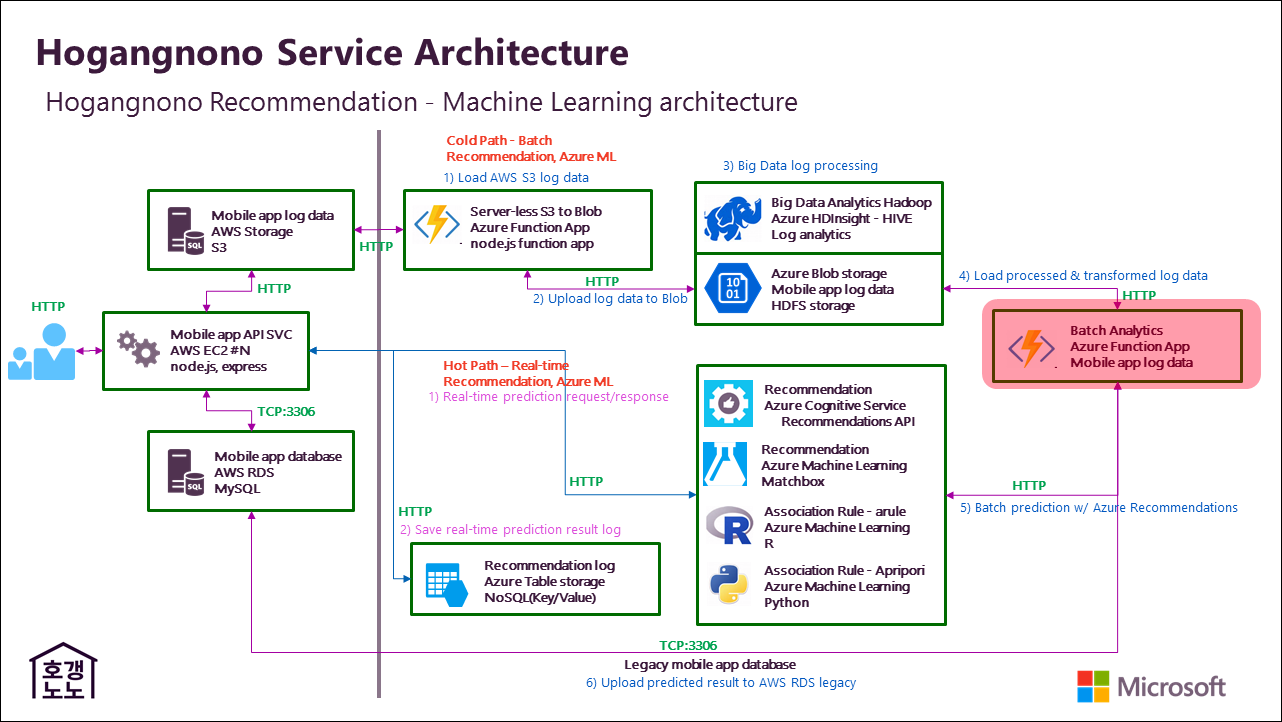 Hogangnono Service Architecture
Hogangnono Recommendation - Machine Learning architecture
Cold Path - Batch
Recommendation, Azure ML
1) Load AWS S3 log data
3) Big Data log processing
Mobile app log data
AWS Storage
S3
SQL
HTTP
Server-less S3 to Blob
Azure Function App
node.js function app
Big Data Analytics Hadoop
Azure HDInsight - HIVE
Log analytics
HTTP
HTTP
2) Upload log data to Blob
10
01
Azure Blob storage
Mobile app log data
HDFS storage
4) Load processed & transformed log data
HTTP
HTTP
Mobile app API SVC
AWS EC2 #N
node.js, express
Batch Analytics
Azure Function App
Mobile app log data
Hot Path – Real-time
Recommendation, Azure ML
1) Real-time prediction request/response
TCP:3306
Mobile app database
AWS RDS
MySQL
SQL
Recommendation
Azure Cognitive Service
Recommendations API
Recommendation
Azure Machine Learning
Matchbox
HTTP
HTTP
5) Batch prediction w/ Azure Recommendations
HTTP
2) Save real-time prediction result log
R
Association Rule - arule
Azure Machine Learning
R
Recommendation log
Azure Table storage
NoSQL(Key/Value)
Association Rule - Apripori
Azure Machine Learning
Python
TCP:3306
Legacy mobile app database
6) Upload predicted result to AWS RDS legacy
호갱
노노
Microsoft